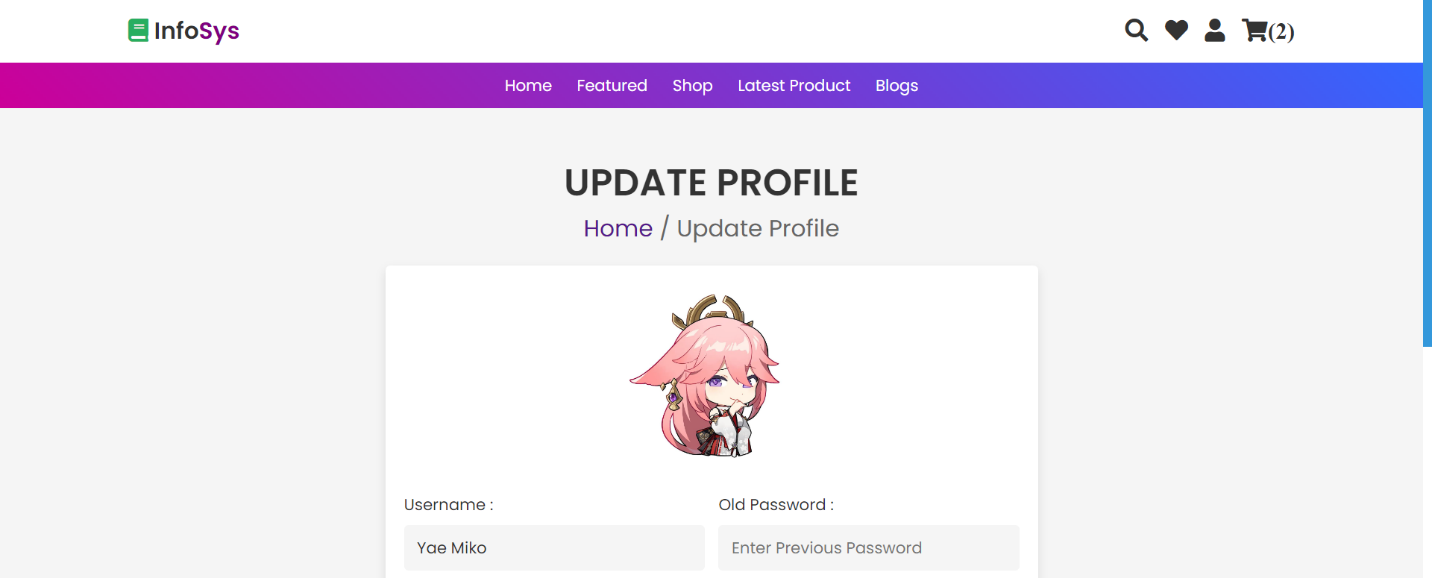 InfoSys
(2)
Home Featured Shop Latest Product Blogs
UPDATE PROFILE
Home / Update Profile
Username : Old Password :
Yae Miko Enter Previous Password